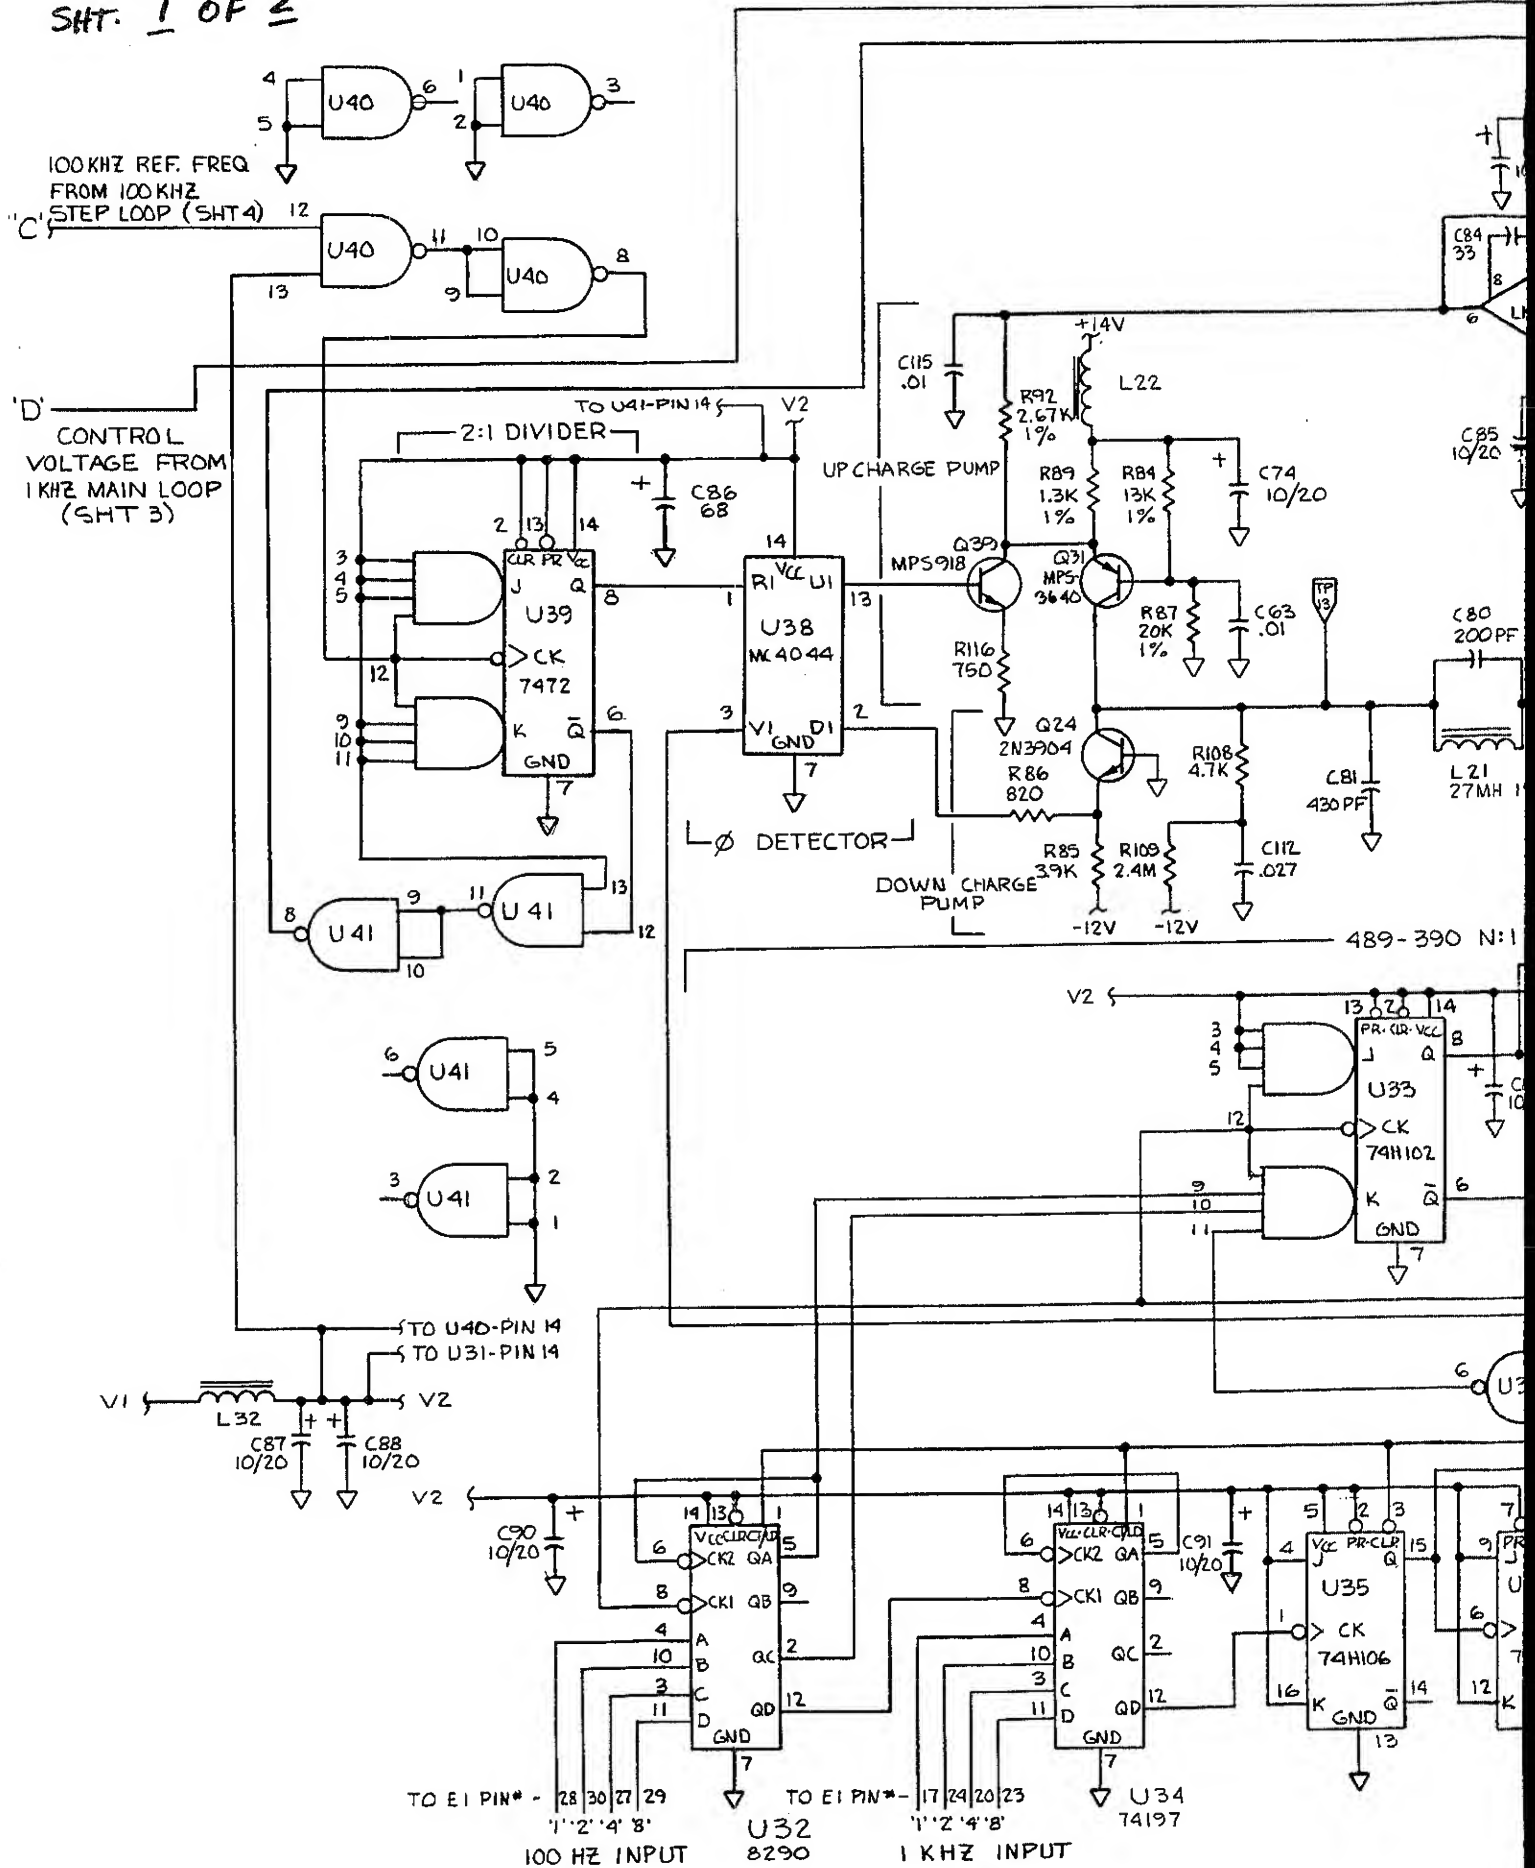 SHT. 1 OF 2
4
5
U40
6
1
2
U40
3
100KHZ REF. FREQ
FROM 100KHZ
STEP LOOP (SHT4)
"C"
12
13
U40
11
10
9
U40
8
'D'
CONTROL
VOLTAGE FROM
1KHZ MAIN LOOP
(SHT 3)
TO U41-PIN 14
V2
2:1 DIVIDER
+
C86
68
2
13
14
CLR
PR
VCC
3
4
5
J
Q
8
U39
CK
12
7472
9
10
11
K
Q̅
6
GND
7
14
VCC
R1
U1
1
13
U38
MC4044
3
V1
D1
2
GND
7
Ø DETECTOR
UP CHARGE PUMP
DOWN CHARGE
PUMP
C115
.01
R92
2.67K
1%
+14V
L22
R89
1.3K
1%
R84
13K
1%
+
C74
10/20
Q39
MPS918
Q31
MPS-
3640
R87
20K
1%
C63
.01
R116
750
Q24
2N3904
R86
820
R108
4.7K
R85
3.9K
R109
2.4M
C112
.027
-12V
-12V
TP
13
C80
200PF
C81
430PF
L21
27MH
+
C84
33
8
6
C85
10/20
8
U41
9
10
11
U41
13
12
489-390 N:1
V2
13
2
14
PR.
CLR.
VCC
3
4
5
J
Q
8
U33
+
12
CK
74H102
9
10
11
K
Q̅
6
GND
7
6
U41
5
4
3
U41
2
1
TO U40-PIN 14
TO U31-PIN 14
V1
L32
V2
+
+
C87
10/20
C88
10/20
6
V2
+
C90
10/20
14
13
1
VCC
CLR
CT/LD
6
CK2
QA
5
8
CK1
QB
9
4
A
10
B
QC
2
3
C
11
D
QD
12
GND
7
14
13
1
VCC.
CLR.
CT/LD
6
CK2
QA
5
8
CK1
QB
9
4
A
10
B
QC
2
3
C
11
D
QD
12
GND
7
C91
10/20
+
5
2
3
VCC
PR-CLR
4
J
Q
15
U35
1
CK
74H106
16
K
Q̅
14
GND
13
7
9
PR
J
6
12
K
TO E1 PIN# -
28
30
27
29
'1' '2' '4' '8'
100 HZ INPUT
U32
8290
TO E1 PIN# -
17
24
20
23
'1' '2' '4' '8'
1 KHZ INPUT
U34
74197